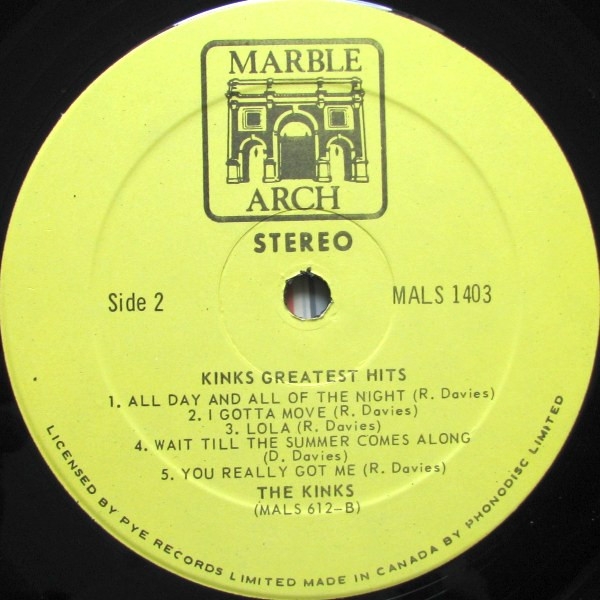 MARBLE
ARCH
STEREO
Side 2
MALS 1403
KINKS GREATEST HITS
1. ALL DAY AND ALL OF THE NIGHT (R. Davies)
2. I GOTTA MOVE (R. Davies)
3. LOLA (R. Davies)
4. WAIT TILL THE SUMMER COMES ALONG
(D. Davies)
5. YOU REALLY GOT ME (R. Davies)
THE KINKS
(MALS 612-B)
LICENSED BY PYE RECORDS LIMITED MADE IN CANADA BY PHONODISC LIMITED